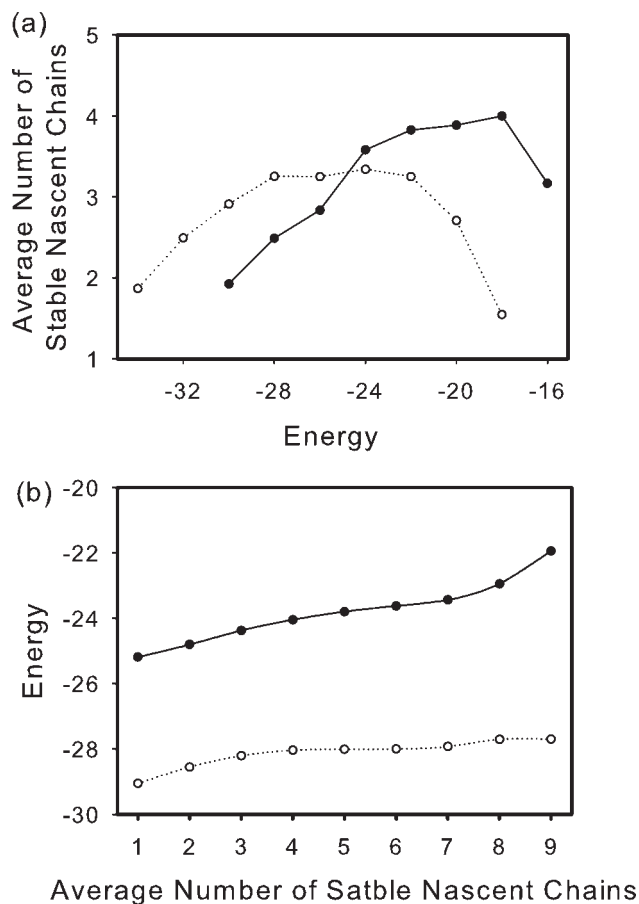 (a)
Average Number of
Stable Nascent Chains
5
4
3
2
1
-32 -28 -24 -20 -16
Energy
(b)
Energy
-20
-22
-24
-26
-28
-30
1 2 3 4 5 6 7 8 9
Average Number of Satble Nascent Chains